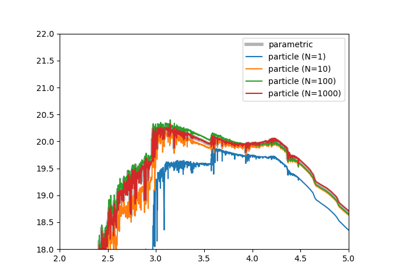 22.0
21.5
21.0
20.5
20.0
19.5
19.0
18.5
18.0
2.0 2.5 3.0 3.5 4.0 4.5 5.0
parametric
particle (N=1)
particle (N=10)
particle (N=100)
particle (N=1000)